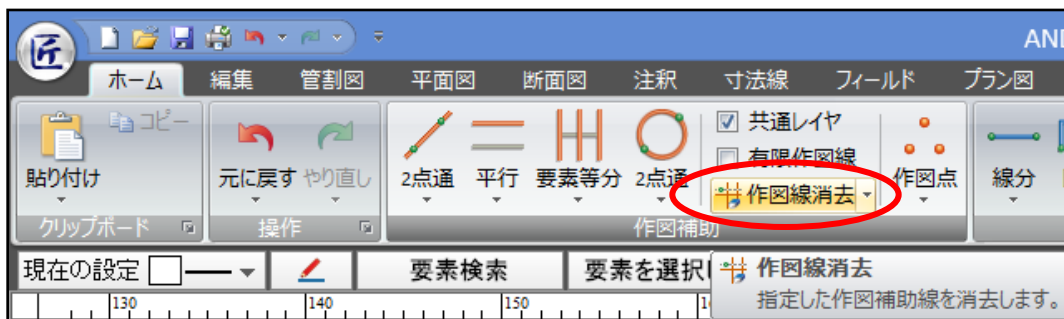 匠
AND
ホーム 編集 管割図 平面図 断面図 注釈 寸法線 フィールド プラン図
コピー
貼り付け
元に戻す やり直し
2点通 平行 要素等分 2点通
共通レイヤ
有限作図線
作図線消去
作図点
線分
クリップボード 操作 作図補助
現在の設定 要素検索 要素を選択
作図線消去
指定した作図補助線を消去します。
130 140 150